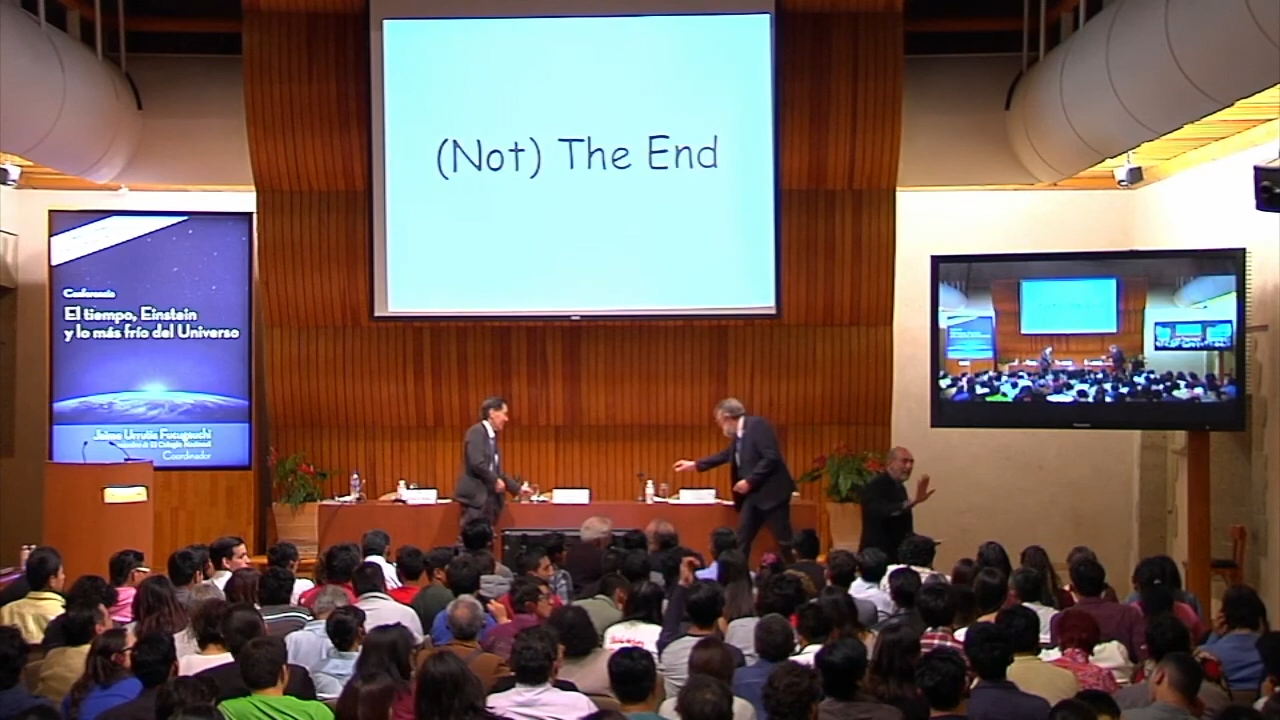 (Not) The End
Conferencia
El tiempo, Einstein
y lo más frío del Universo
Jaime Urrutia Fucugauchi
Coordinador